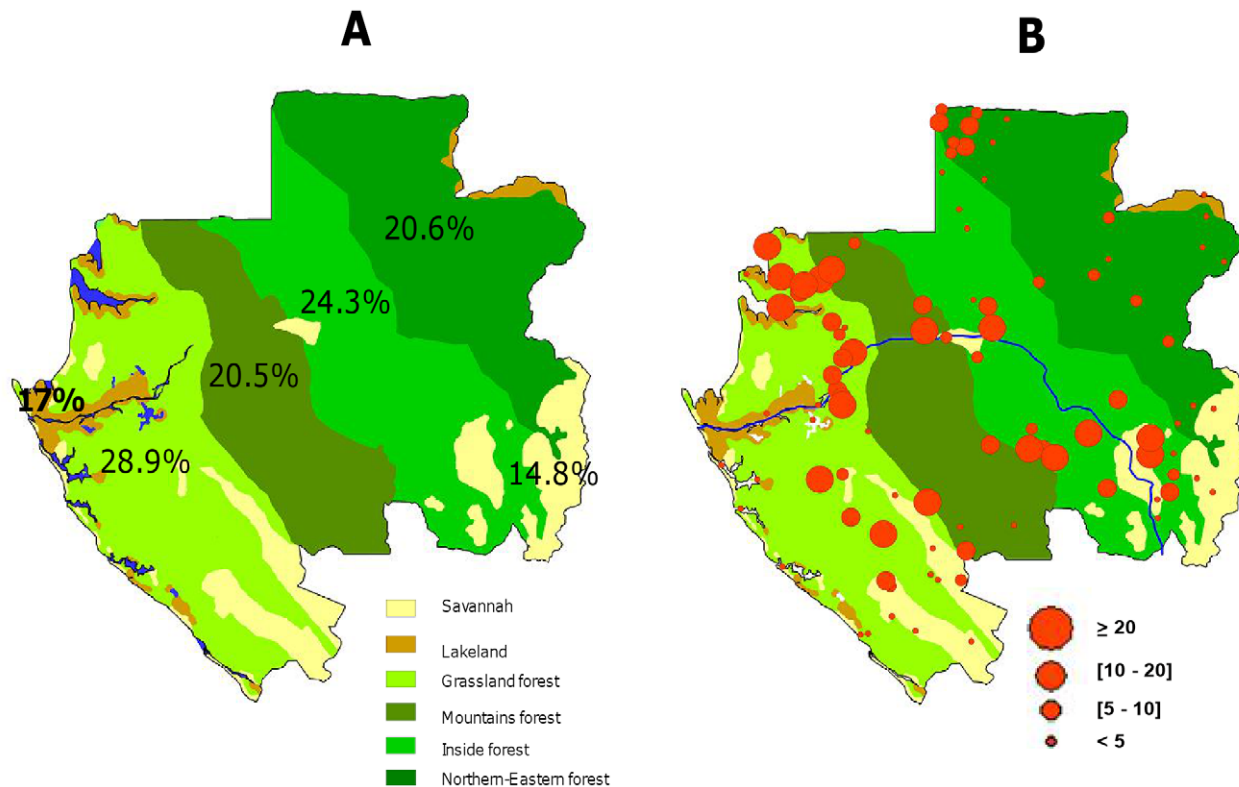 A
B
20.6%
24.3%
20.5%
17%
28.9%
14.8%
Savannah
Lakeland
Grassland forest
Mountains forest
Inside forest
Northern-Eastern forest
≥ 20
[10 - 20]
[5 - 10]
< 5